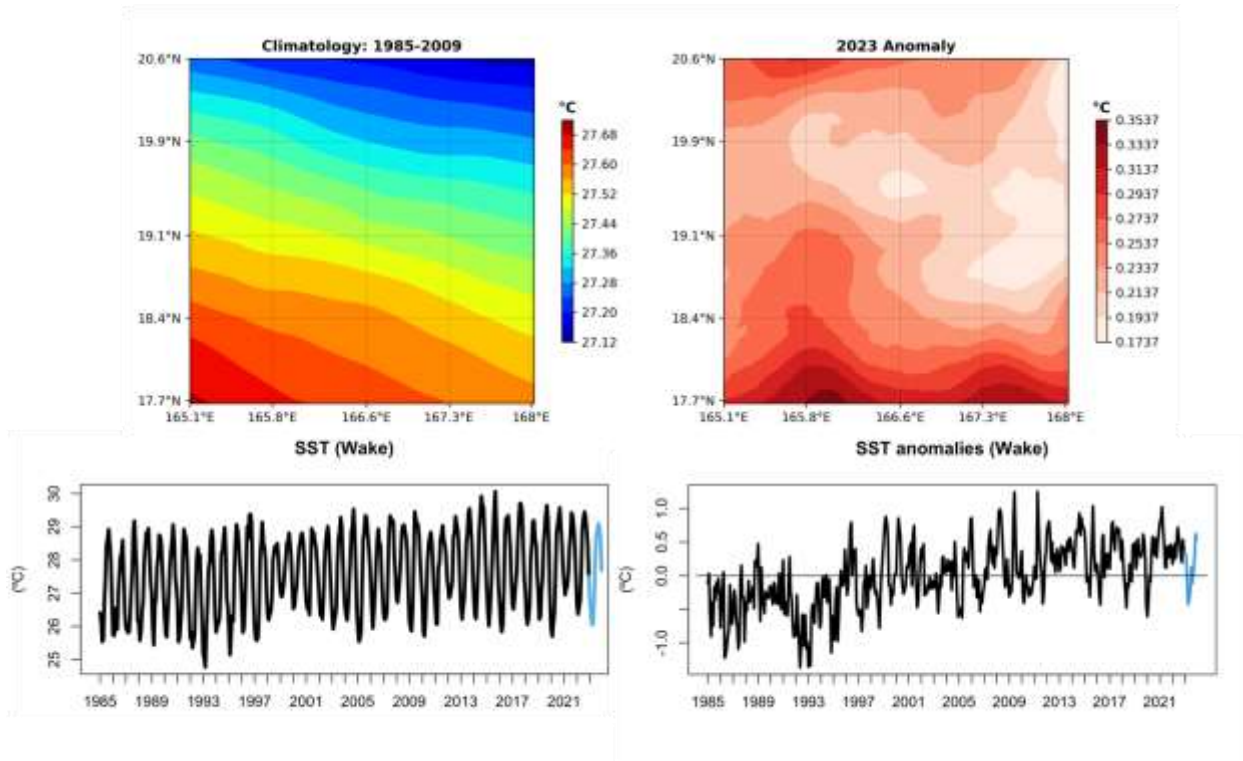 Climatology: 1985-2009
20.6°N
19.9°N
19.1°N
18.4°N
17.7°N
165.1°E 165.8°E 166.6°E 167.3°E 168°E
°C
27.68
27.60
27.52
27.44
27.36
27.28
27.20
27.12
2023 Anomaly
20.6°N
19.9°N
19.1°N
18.4°N
17.7°N
165.1°E 165.8°E 166.6°E 167.3°E 168°E
°C
0.3537
0.3337
0.3137
0.2937
0.2737
0.2537
0.2337
0.2137
0.1937
0.1737
SST (Wake)
(ºC)
30
29
28
27
26
25
1985 1989 1993 1997 2001 2005 2009 2013 2017 2021
SST anomalies (Wake)
(ºC)
1.0
0.5
0.0
-1.0
1985 1989 1993 1997 2001 2005 2009 2013 2017 2021